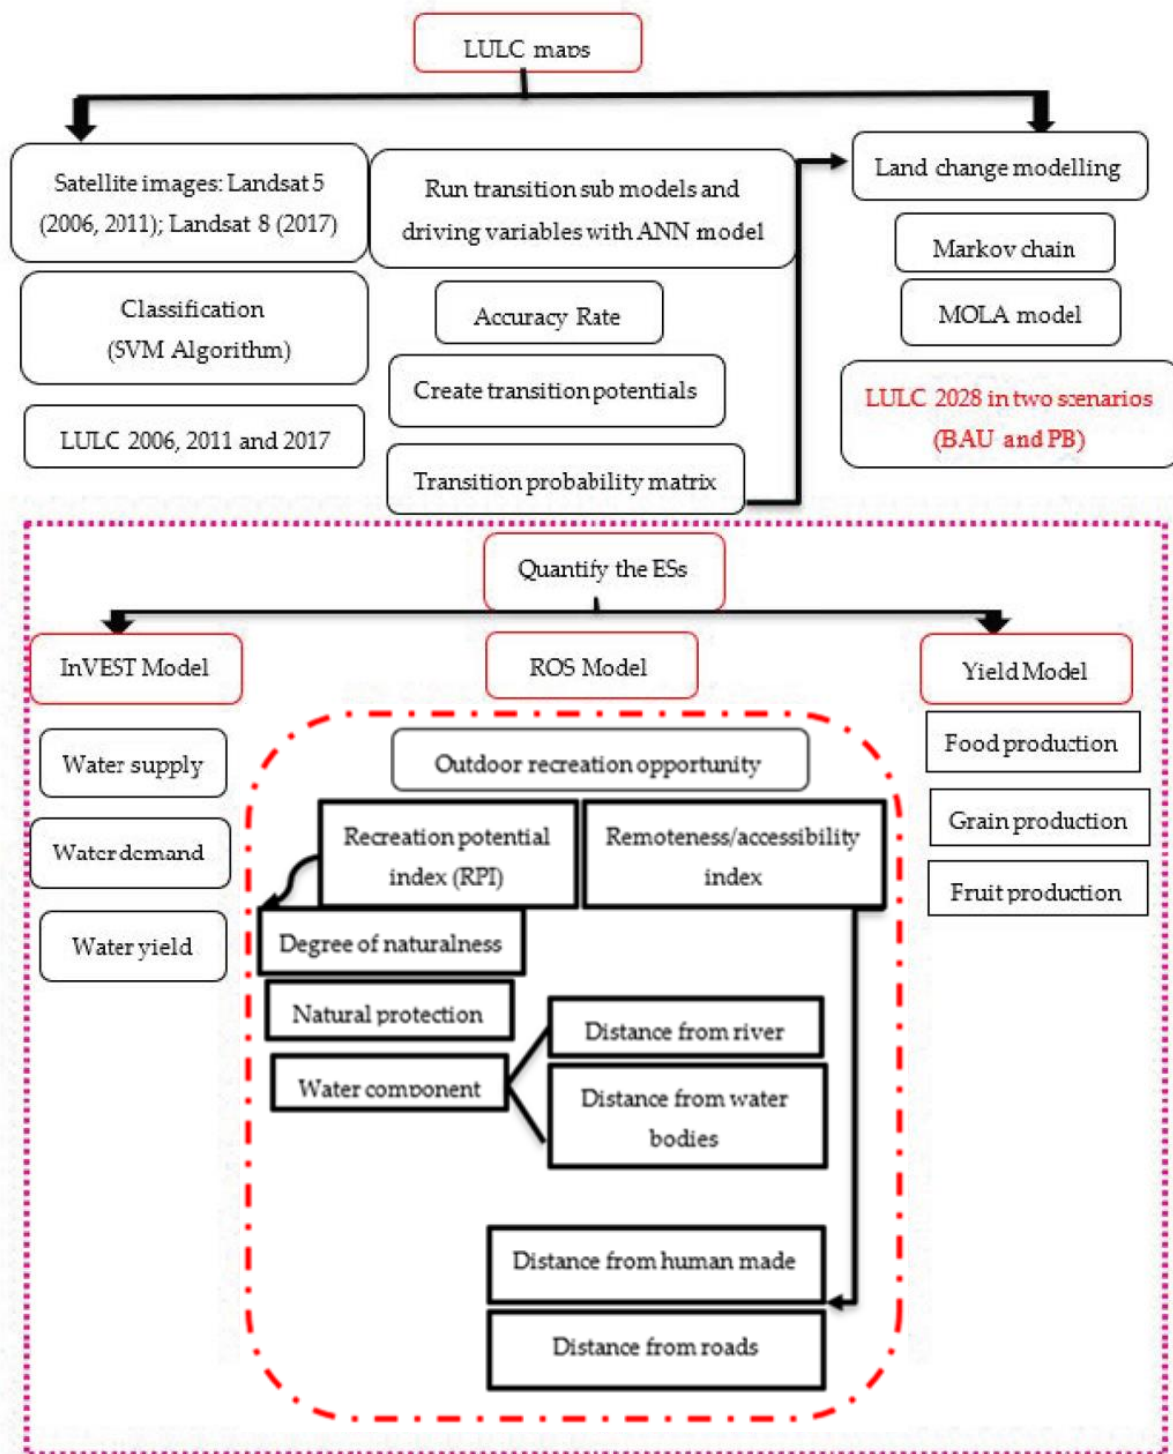 LULC maps
Satellite images: Landsat 5
(2006, 2011); Landsat 8 (2017)
Classification
(SVM Algorithm)
LULC 2006, 2011 and 2017
Run transition sub models and
driving variables with ANN model
Accuracy Rate
Create transition potentials
Transition probability matrix
Land change modelling
Markov chain
MOLA model
LULC 2028 in two scenarios
(BAU and PB)
Quantify the ESs
InVEST Model
Water supply
Water demand
Water yield
ROS Model
Outdoor recreation opportunity
Recreation potential
index (RPI)
Remoteness/accessibility
index
Degree of naturalness
Natural protection
Water component
Distance from river
Distance from water
bodies
Distance from human made
Distance from roads
Yield Model
Food production
Grain production
Fruit production